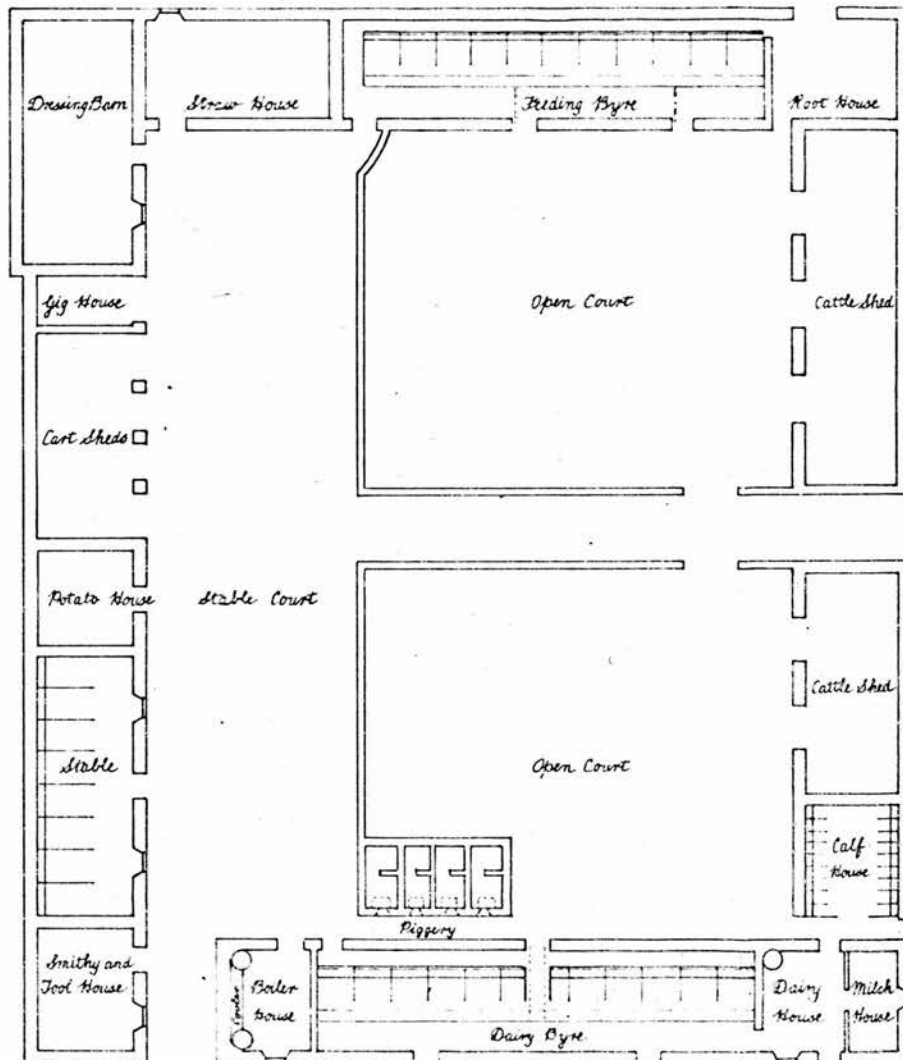 Dressing Barn
Straw House
Feeding Byre
Root House
Gig House
Open Court
Cattle Shed
Cart Sheds
Potato House
Stable Court
Cattle Shed
Stable
Open Court
Calf
House
Piggery
Smithy and
Tool House
Boiler
House
Dairy
House
Milch
House
Dairy Byre